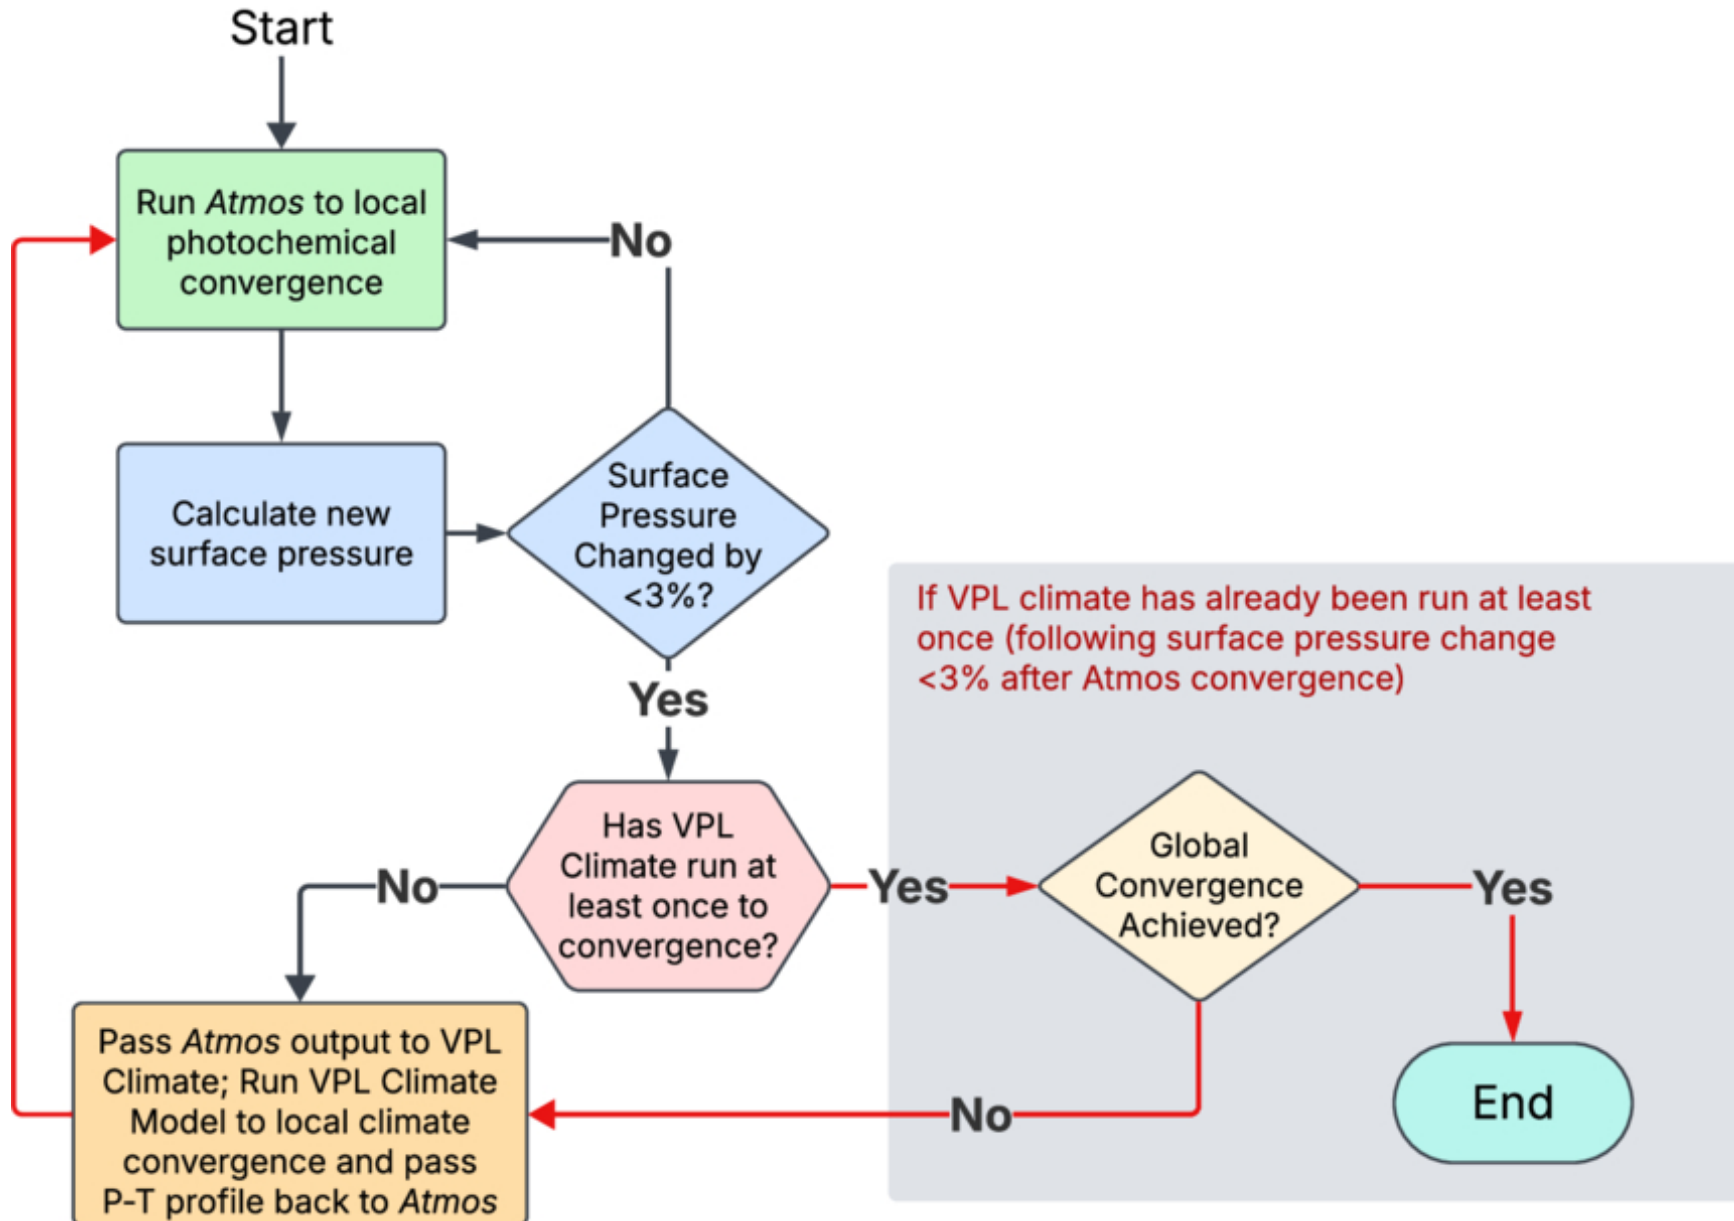 Start
Run Atmos to local
photochemical
convergence
No
Calculate new
surface pressure
Surface
Pressure
Changed by
<3%?
Yes
If VPL climate has already been run at least
once (following surface pressure change
<3% after Atmos convergence)
Has VPL
Climate run at
least once to
convergence?
No
Yes
Global
Convergence
Achieved?
Yes
Pass Atmos output to VPL
Climate; Run VPL Climate
Model to local climate
convergence and pass
P-T profile back to Atmos
No
End